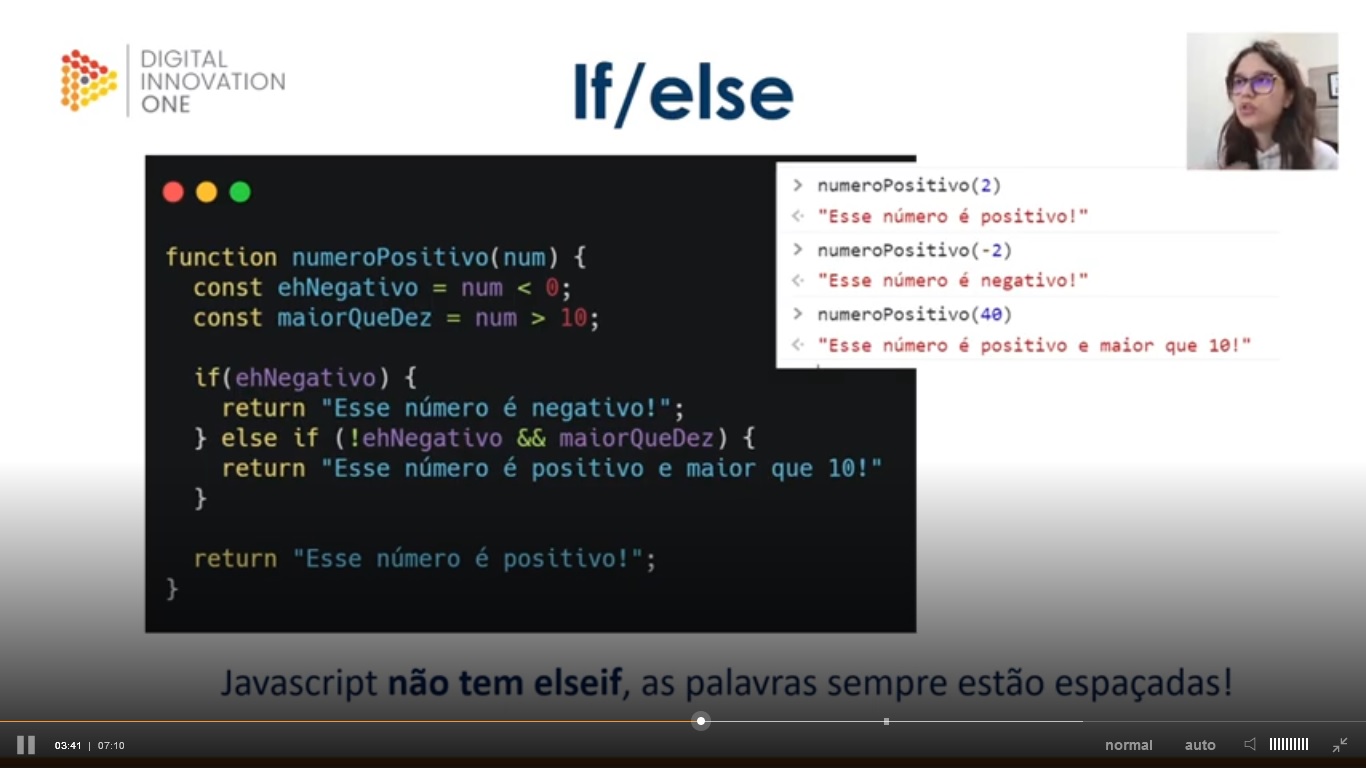 DIGITAL
INNOVATION
ONE
If/else
function numeroPositivo(num) {
const ehNegativo = num < 0;
const maiorQueDez = num > 10;
if(ehNegativo) {
return "Esse número é negativo!";
} else if (!ehNegativo && maiorQueDez) {
return "Esse número é positivo e maior que 10!"
}
return "Esse número é positivo!";
}
> numeroPositivo(2)
"Esse número é positivo!"
> numeroPositivo(-2)
"Esse número é negativo!"
> numeroPositivo(40)
"Esse número é positivo e maior que 10!"
Javascript não tem elseif, as palavras sempre estão espaçadas!
03:41 | 07:10
normal auto